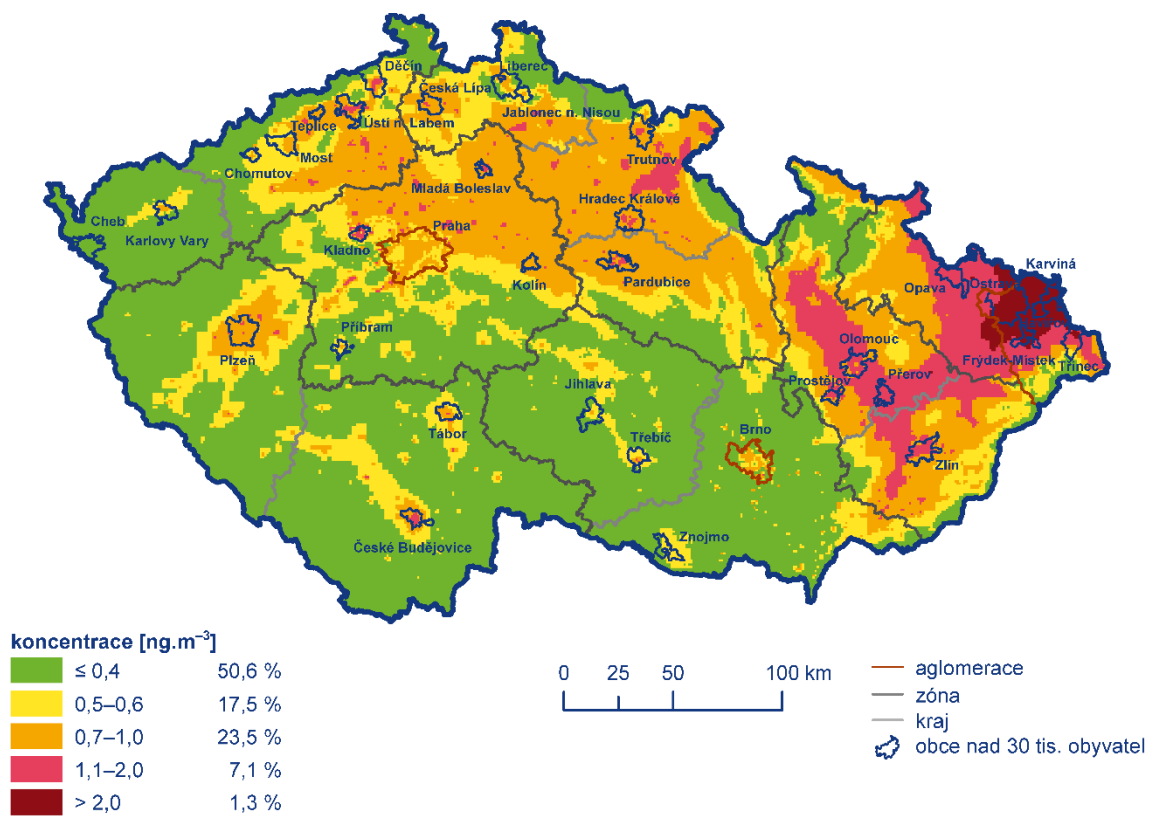 Děčín
Liberec
Česká Lípa
Jablonec n. Nisou
Teplice
Ústí n. Labem
Most
Chomutov
Trutnov
Mladá Boleslav
Hradec Králové
Cheb
Karlovy Vary
Kladno
Praha
Kolín
Pardubice
Karviná
Opava
Ostrava
Plzeň
Příbram
Olomouc
Frýdek-Místek
Třinec
Prostějov
Přerov
Jihlava
Tábor
Třebíč
Brno
Zlín
České Budějovice
Znojmo
koncentrace [ng.m–3]
≤ 0,4 50,6 %
0,5–0,6 17,5 %
0,7–1,0 23,5 %
1,1–2,0 7,1 %
> 2,0 1,3 %
0 25 50 100 km
aglomerace
zóna
kraj
obce nad 30 tis. obyvatel